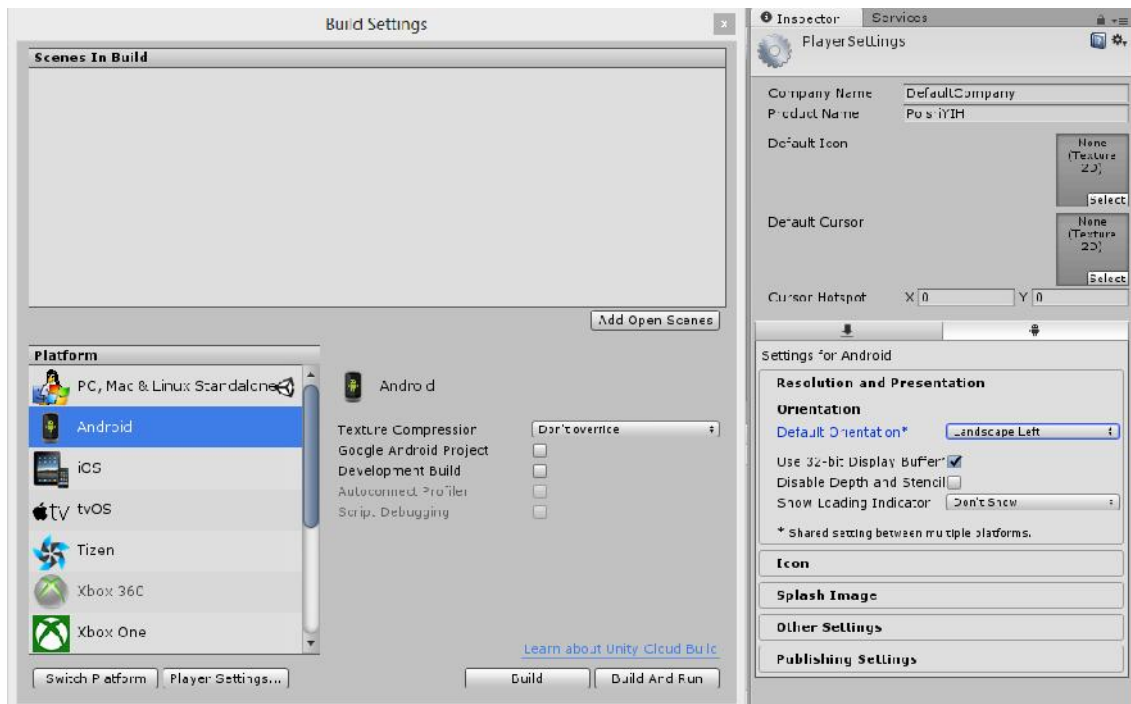 Build Settings
x
Scenes In Build
Add Open Scenes
Platform
PC, Mac & Linux Standalone
Android
iOS
tv tvOS
Tizen
Xbox 360
Xbox One
Switch Platform
Player Settings...
Android
Texture Compression
Don't override
Google Android Project
Development Build
Autoconnect Profiler
Script Debugging
Learn about Unity Cloud Build
Build
Build And Run
Inspector
Services
PlayerSettings
Company Name
DefaultCompany
Product Name
Default Icon
None
(Texture
2D)
Select
Default Cursor
None
(Texture
2D)
Select
Cursor Hotspot
X 0
Y 0
Settings for Android
Resolution and Presentation
Orientation
Default Orientation*
Landscape Left
Use 32-bit Display Buffer*
Disable Depth and Stencil
Show Loading Indicator
Don't Show
* Shared setting between multiple platforms.
Icon
Splash Image
Other Settings
Publishing Settings